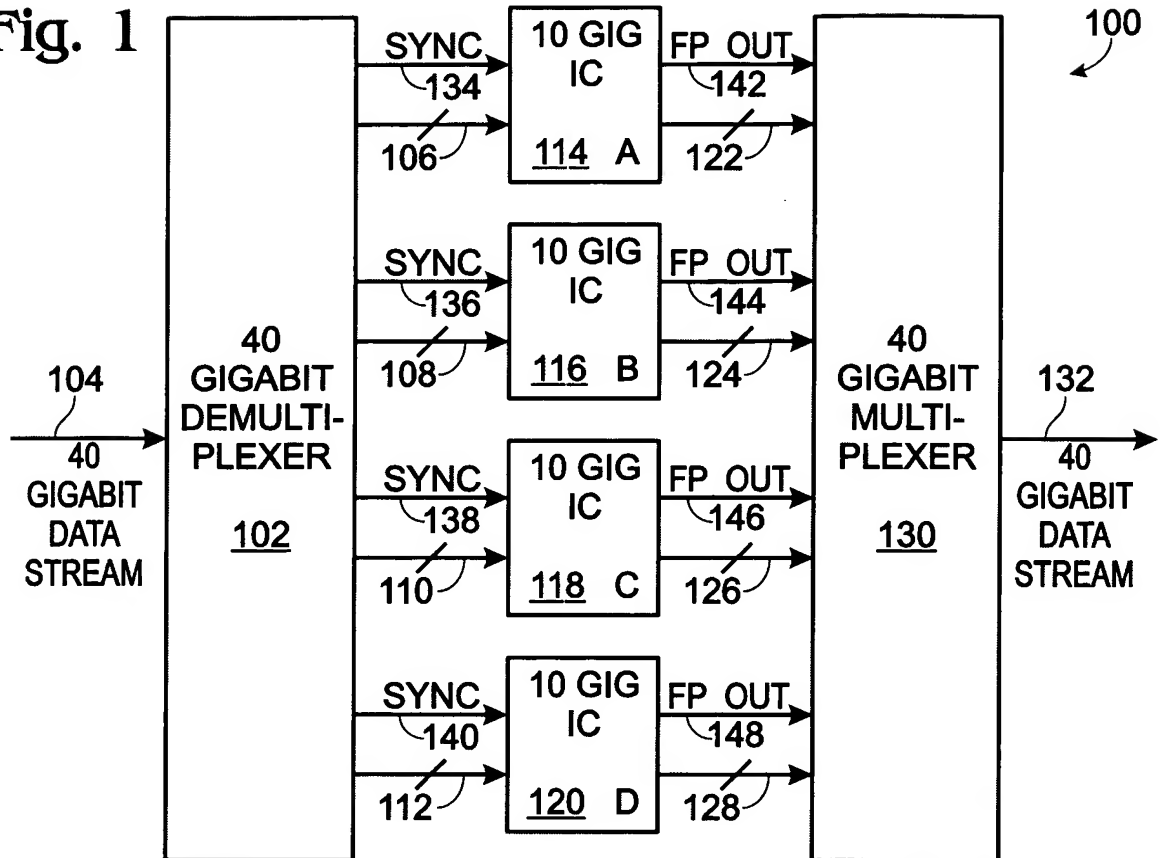 Fig. 1
100
SYNC
134
106
10 GIG
IC
114 A
FP OUT
142
122
SYNC
136
108
10 GIG
IC
116 B
FP OUT
144
124
104
40
GIGABIT
DATA
STREAM
40
GIGABIT
DEMULTI-
PLEXER
102
40
GIGABIT
MULTI-
PLEXER
130
132
40
GIGABIT
DATA
STREAM
SYNC
138
110
10 GIG
IC
118 C
FP OUT
146
126
SYNC
140
112
10 GIG
IC
120 D
FP OUT
148
128